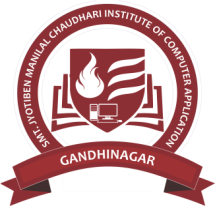 SMT. JYOTIBEN MANILAL CHAUDHARI INSTITUTE OF COMPUTER APPLICATION
GANDHINAGAR